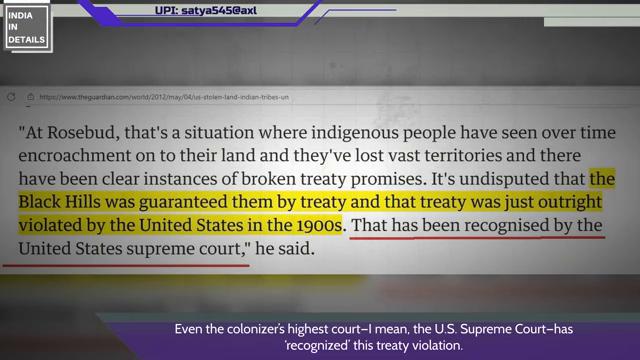 INDIA
IN
DETAILS
UPI: satya545@axl
https://www.theguardian.com/world/2012/may/04/us-stolen-land-indian-tribes-un
"At Rosebud, that's a situation where indigenous people have seen over time
encroachment on to their land and they've lost vast territories and there
have been clear instances of broken treaty promises. It's undisputed that the
Black Hills was guaranteed them by treaty and that treaty was just outright
violated by the United States in the 1900s. That has been recognised by the
United States supreme court," he said.
Even the colonizer's highest court—I mean, the U.S. Supreme Court—has
'recognized' this treaty violation.